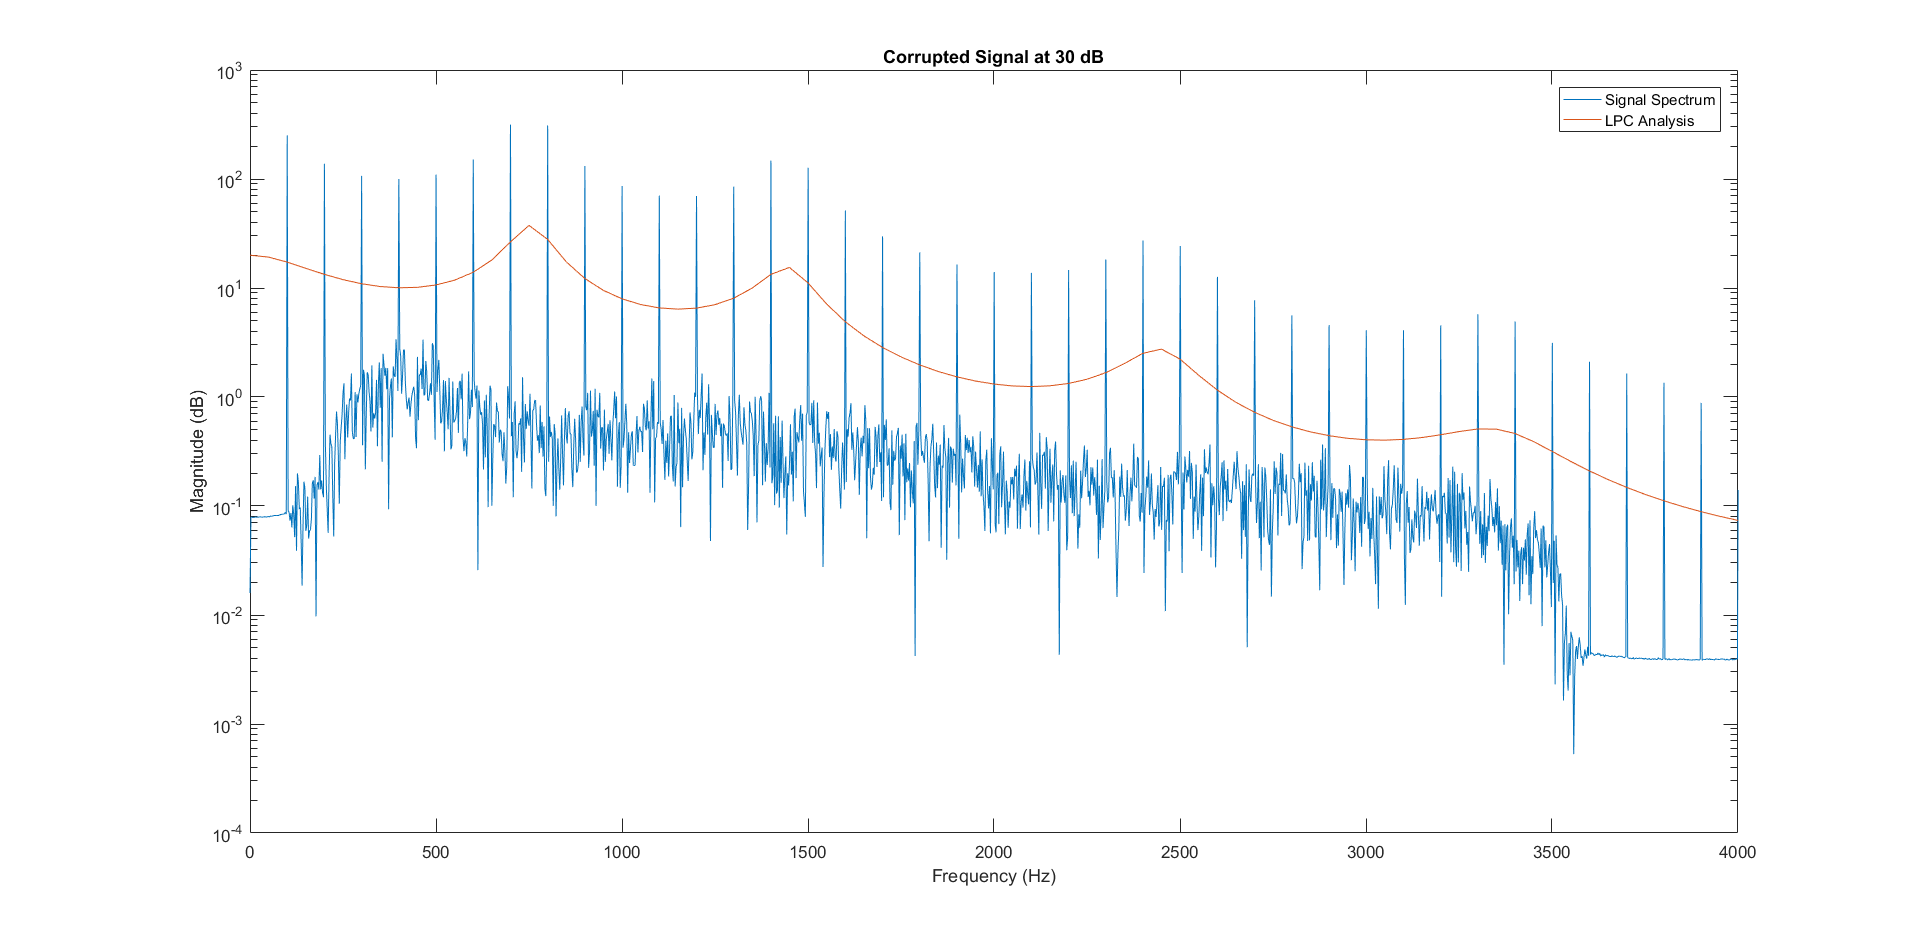 Corrupted Signal at 30 dB
Signal Spectrum
LPC Analysis
Magnitude (dB)
10^3
10^2
10^1
10^0
10^-1
10^-2
10^-3
10^-4
0 500 1000 1500 2000 2500 3000 3500 4000
Frequency (Hz)